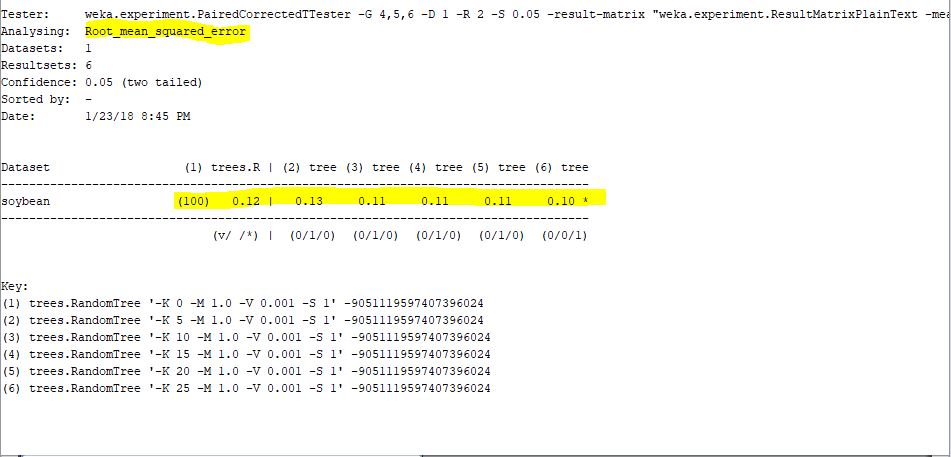 Tester: weka.experiment.PairedCorrectedTTester -G 4,5,6 -D 1 -R 2 -S 0.05 -result-matrix "weka.experiment.ResultMatrixPlainText -mea
Analysing: Root_mean_squared_error
Datasets: 1
Resultsets: 6
Confidence: 0.05 (two tailed)
Sorted by: -
Date: 1/23/18 8:45 PM
Dataset (1) trees.R | (2) tree (3) tree (4) tree (5) tree (6) tree
--------------------------------------------------------------------------------------
soybean (100) 0.12 | 0.13 0.11 0.11 0.11 0.10 *
--------------------------------------------------------------------------------------
(v/ /*) | (0/1/0) (0/1/0) (0/1/0) (0/1/0) (0/0/1)
Key:
(1) trees.RandomTree '-K 0 -M 1.0 -V 0.001 -S 1' -9051119597407396024
(2) trees.RandomTree '-K 5 -M 1.0 -V 0.001 -S 1' -9051119597407396024
(3) trees.RandomTree '-K 10 -M 1.0 -V 0.001 -S 1' -9051119597407396024
(4) trees.RandomTree '-K 15 -M 1.0 -V 0.001 -S 1' -9051119597407396024
(5) trees.RandomTree '-K 20 -M 1.0 -V 0.001 -S 1' -9051119597407396024
(6) trees.RandomTree '-K 25 -M 1.0 -V 0.001 -S 1' -9051119597407396024